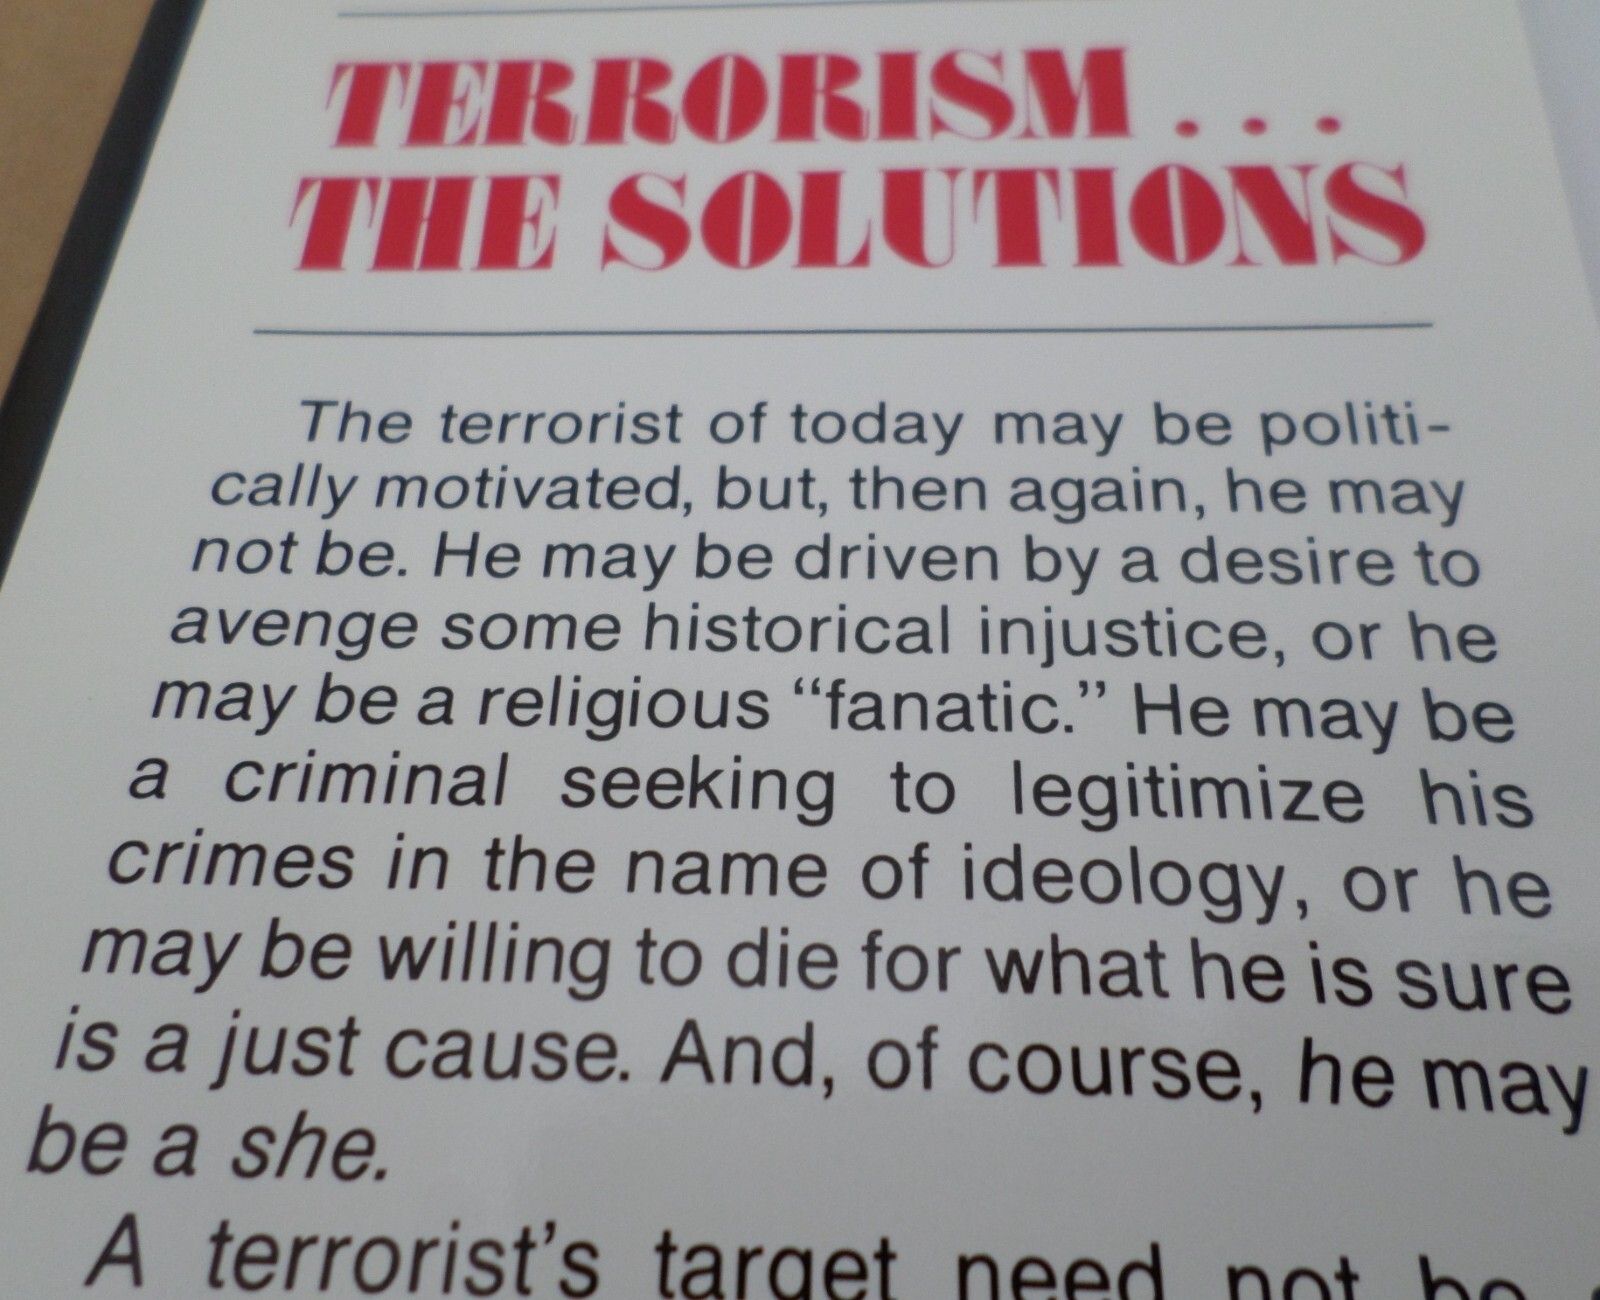 TERRORISM...
THE SOLUTIONS
The terrorist of today may be politi-
cally motivated, but, then again, he may
not be. He may be driven by a desire to
avenge some historical injustice, or he
may be a religious “fanatic.” He may be
a criminal seeking to legitimize his
crimes in the name of ideology, or he
may be willing to die for what he is sure
is a just cause. And, of course, he may
be a she.
A terrorist’s target need not be